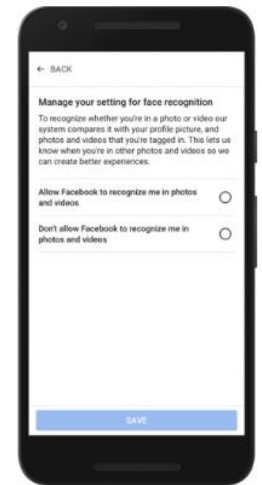 ← BACK
Manage your setting for face recognition
To recognize whether you're in a photo or video our
system compares it with your profile picture, and
photos and videos that you're tagged in. This lets us
know when you're in other photos and videos so we
can create better experiences.
Allow Facebook to recognize me in photos
and videos
Don't allow Facebook to recognize me in
photos and videos
SAVE